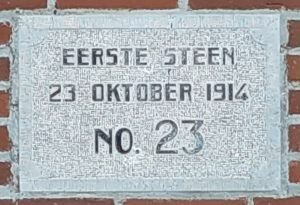 EERSTE STEEN
23 OKTOBER 1914
NO. 23